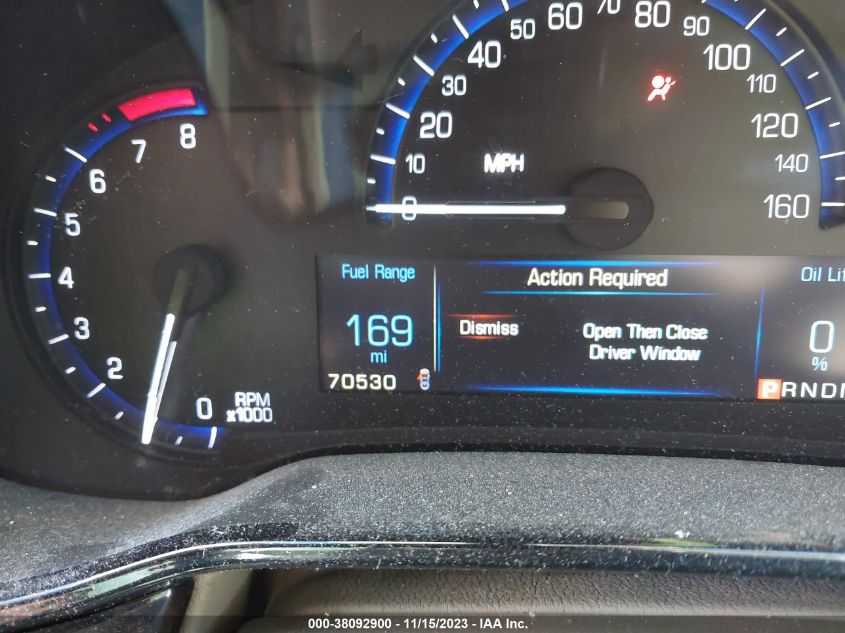 60 70 80
50 90
40 100
30 110
20 120
10 MPH 140
0 160
8
7
6
5
4
3
2
0 RPM
x1000
Fuel Range
169
mi
70530
Action Required
Dismiss
Open Then Close
Driver Window
Oil Lif
0
%
PRND
000-38092900 - 11/15/2023 - IAA Inc.